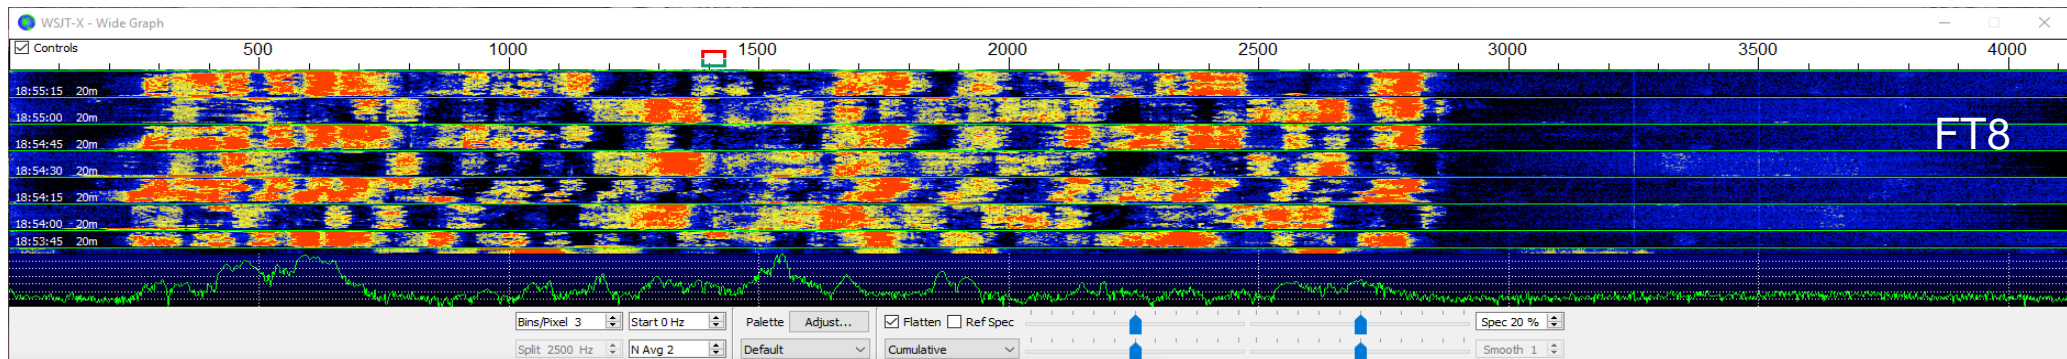 WSJT-X - Wide Graph
Controls 500 1000 1500 2000 2500 3000 3500 4000
18:55:15 20m
18:55:00 20m
18:54:45 20m
18:54:30 20m
18:54:15 20m
18:54:00 20m
18:53:45 20m
FT8
Bins/Pixel 3 Start 0 Hz Palette Adjust... Flatten Ref Spec Spec 20 %
Split 2500 Hz N Avg 2 Default Cumulative Smooth 1